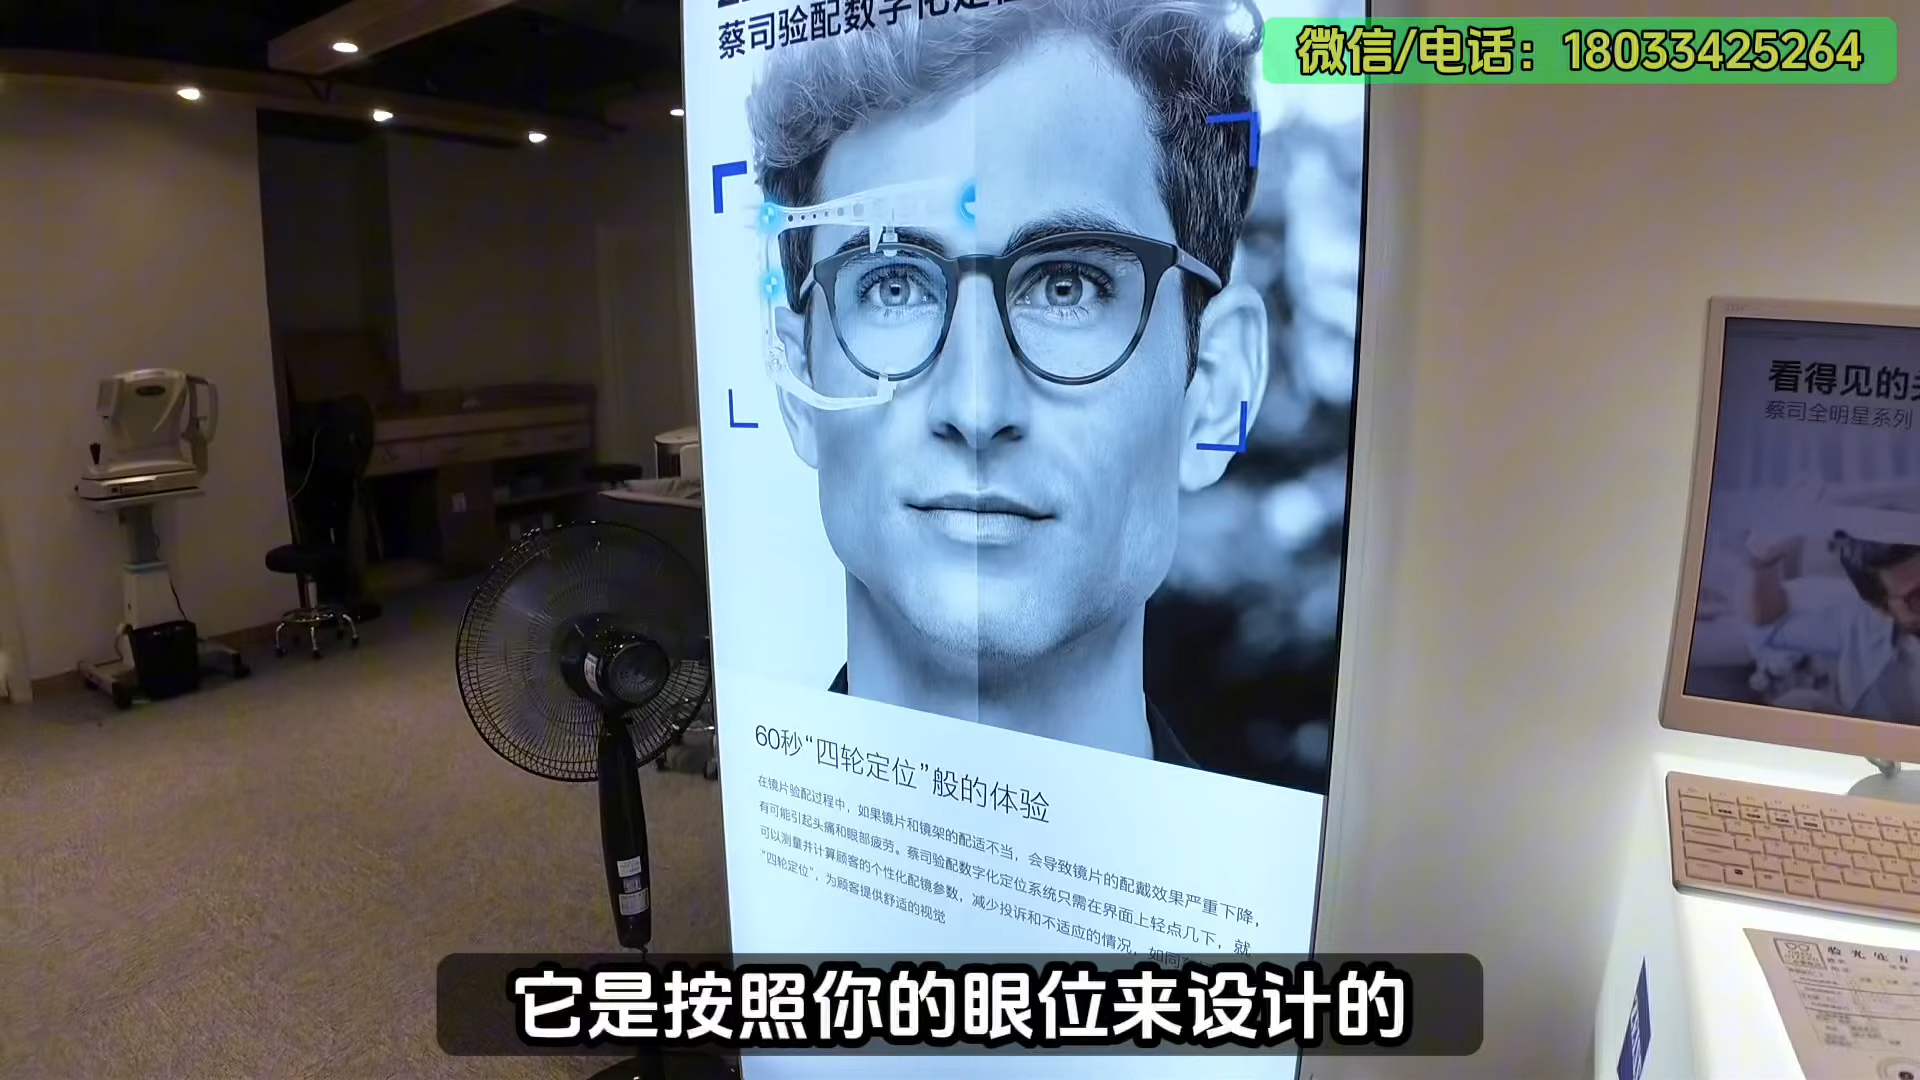 微信/电话：18033425264
蔡司验配数字化定位
看得见的
蔡司全明星系列
60秒“四轮定位”般的体验
在镜片验配过程中，如果镜片和镜架的配适不当，会导致镜片的配戴效果严重下降，
有可能引起头痛和眼部疲劳。蔡司验配数字化定位系统只需在界面上轻点几下，就
可以测量并计算顾客的个性化配镜参数，减少投诉和不适应的情况，如同
“四轮定位”，为顾客提供舒适的视觉
它是按照你的眼位来设计的